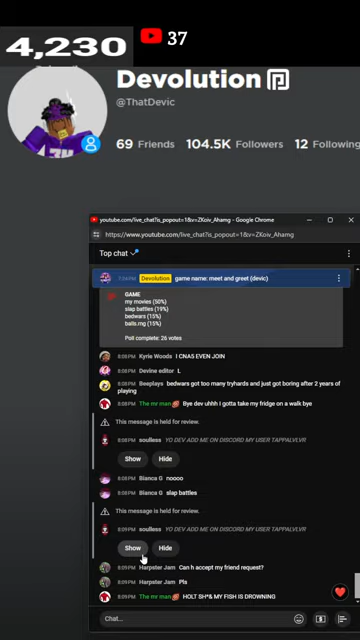 4,230
37
Devolution
@ThatDevic
69 Friends 104.5K Followers 12 Following
youtube.com/live_chat?is_popout=1&v=ZKoiv_Ahamg - Google Chrome
https://www.youtube.com/live_chat?is_popout=1&v=ZKoiv_Ahamg
Top chat
Devolution game name: meet and greet (devic)
GAME
my movies (50%)
slap battles (19%)
bedwars (15%)
balls.rng (15%)
Poll complete: 26 votes
8:08 PM Kyrie Woods I CNAS EVEN JOIN
8:08 PM Devine editor L
8:08 PM Beeplays bedwars got too many tryhards and just got boring after 2 years of
playing
8:08 PM The mr man Bye dev uhhh I gotta take my fridge on a walk bye
This message is held for review.
8:08 PM soulless YO DEV ADD ME ON DISCORD MY USER TAPPALVLVR
Show Hide
8:08 PM Bianca G noooo
8:08 PM Bianca G slap battles
This message is held for review.
8:09 PM soulless YO DEV ADD ME ON DISCORD MY USER TAPPALVLVR
Show Hide
8:09 PM Harpster Jam Can h accept my friend request?
8:09 PM Harpster Jam Pls
8:09 PM The mr man HOLT SH*& MY FISH IS DROWNING
Chat...